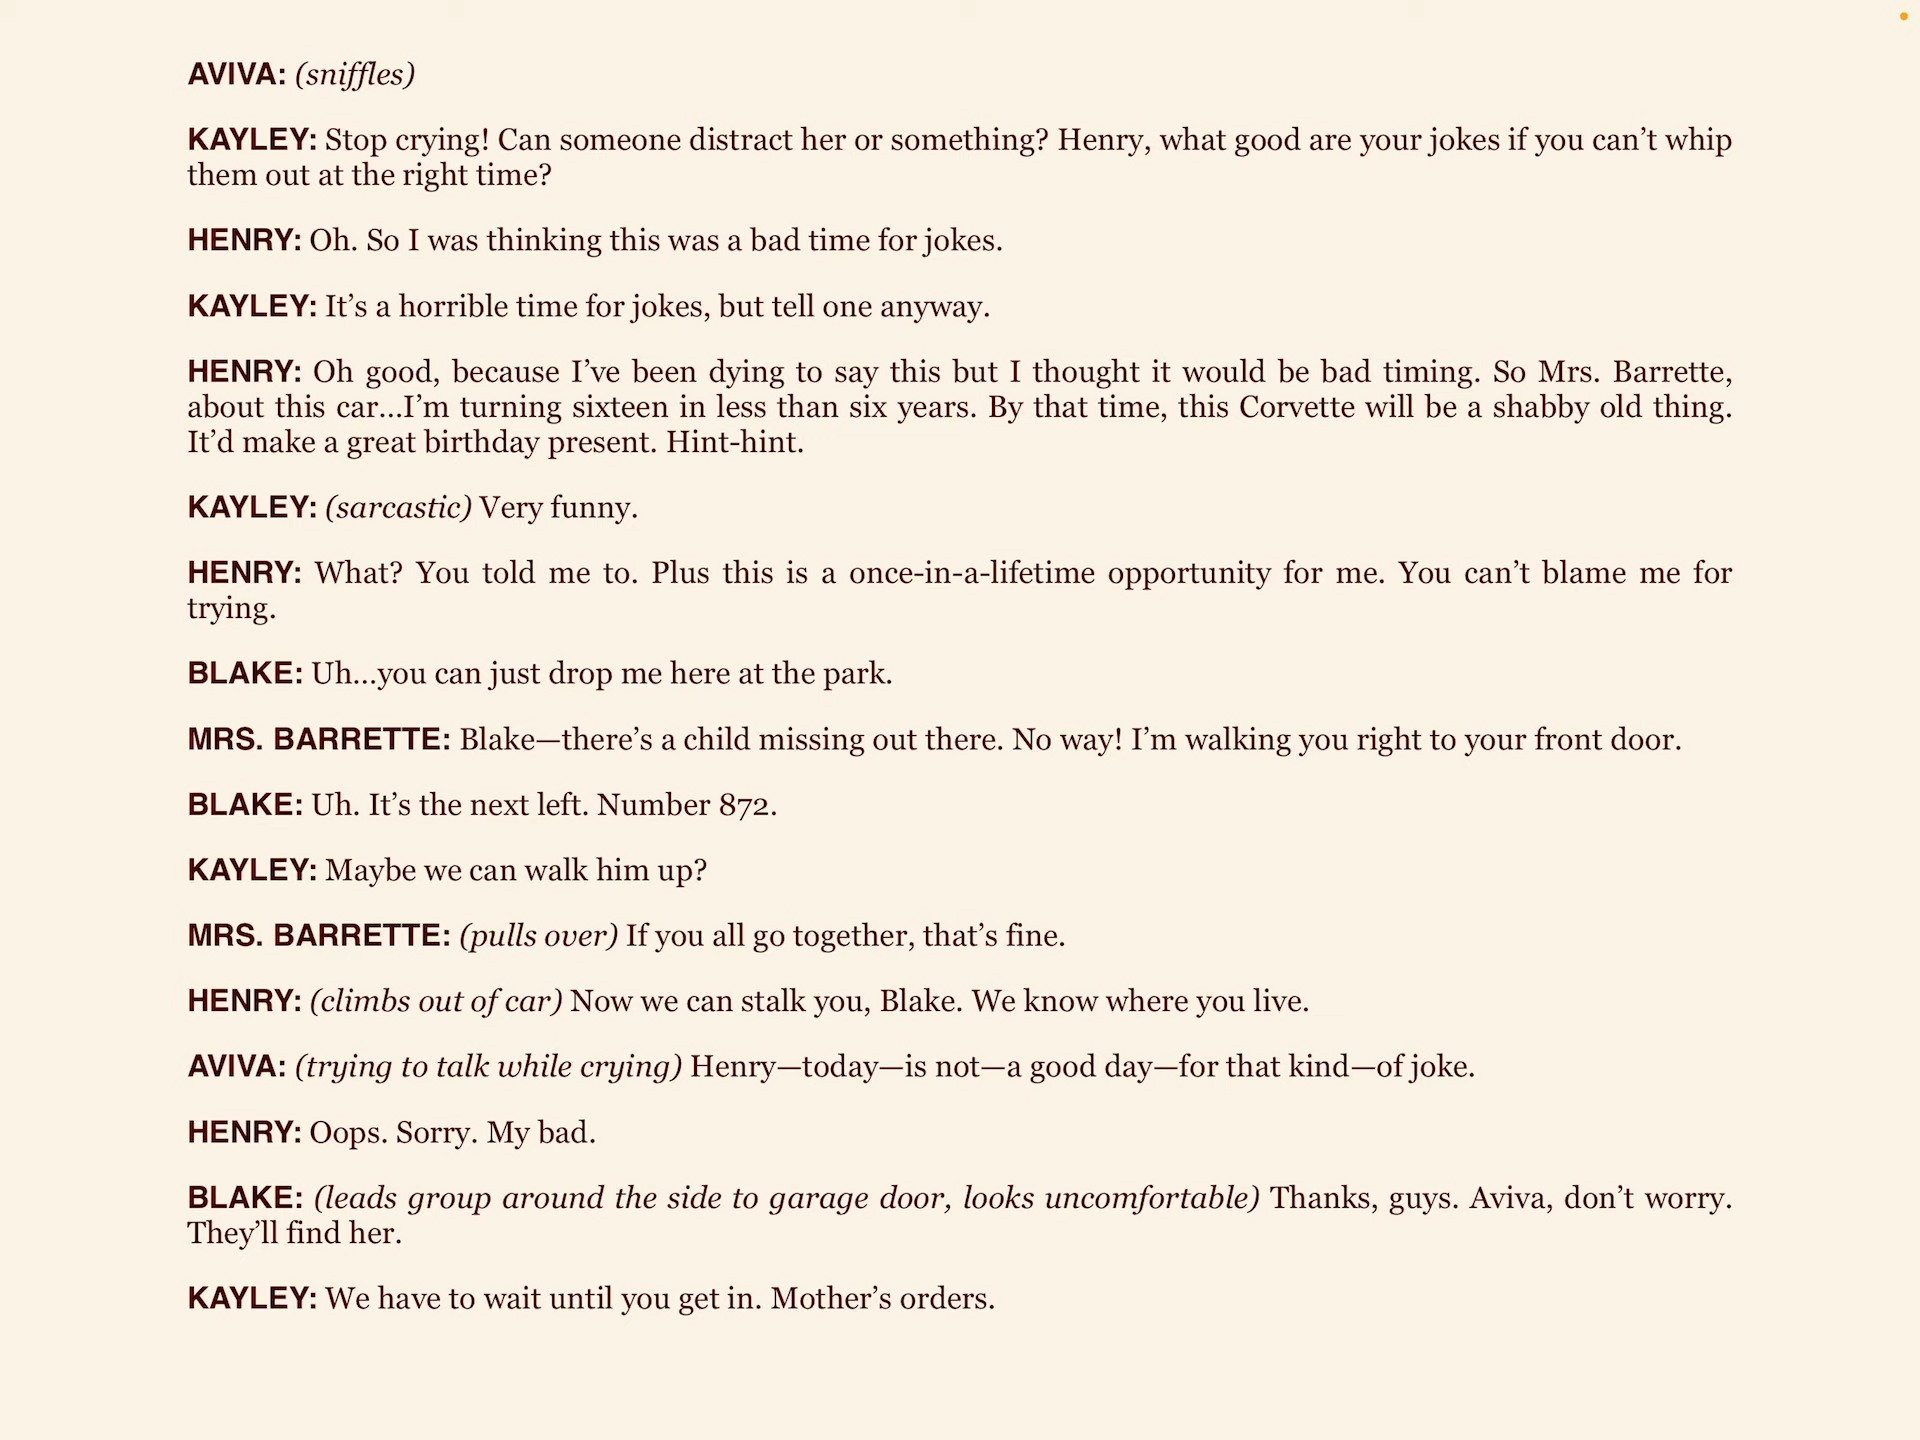 AVIVA: (sniffles)
KAYLEY: Stop crying! Can someone distract her or something? Henry, what good are your jokes if you can’t whip
them out at the right time?
HENRY: Oh. So I was thinking this was a bad time for jokes.
KAYLEY: It’s a horrible time for jokes, but tell one anyway.
HENRY: Oh good, because I’ve been dying to say this but I thought it would be bad timing. So Mrs. Barrette,
about this car…I’m turning sixteen in less than six years. By that time, this Corvette will be a shabby old thing.
It’d make a great birthday present. Hint-hint.
KAYLEY: (sarcastic) Very funny.
HENRY: What? You told me to. Plus this is a once-in-a-lifetime opportunity for me. You can’t blame me for
trying.
BLAKE: Uh…you can just drop me here at the park.
MRS. BARRETTE: Blake—there’s a child missing out there. No way! I’m walking you right to your front door.
BLAKE: Uh. It’s the next left. Number 872.
KAYLEY: Maybe we can walk him up?
MRS. BARRETTE: (pulls over) If you all go together, that’s fine.
HENRY: (climbs out of car) Now we can stalk you, Blake. We know where you live.
AVIVA: (trying to talk while crying) Henry—today—is not—a good day—for that kind—of joke.
HENRY: Oops. Sorry. My bad.
BLAKE: (leads group around the side to garage door, looks uncomfortable) Thanks, guys. Aviva, don’t worry.
They’ll find her.
KAYLEY: We have to wait until you get in. Mother’s orders.